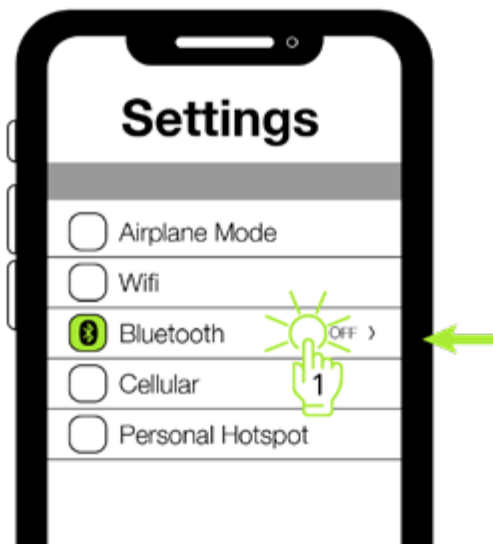 Settings
Airplane Mode
Wifi
Bluetooth OFF >
1
Cellular
Personal Hotspot